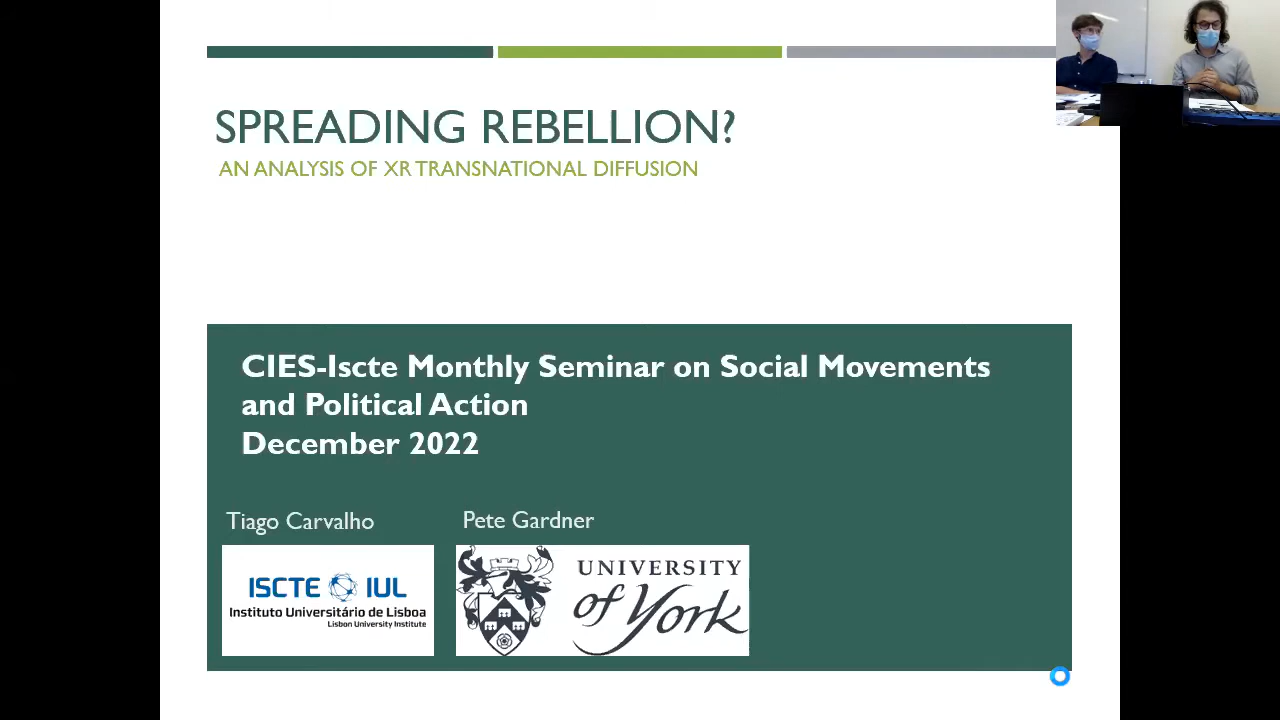 SPREADING REBELLION?
AN ANALYSIS OF XR TRANSNATIONAL DIFFUSION
CIES-Iscte Monthly Seminar on Social Movements
and Political Action
December 2022
Tiago Carvalho
Pete Gardner
ISCTE IUL
Instituto Universitário de Lisboa
Lisbon University Institute
UNIVERSITY
of York